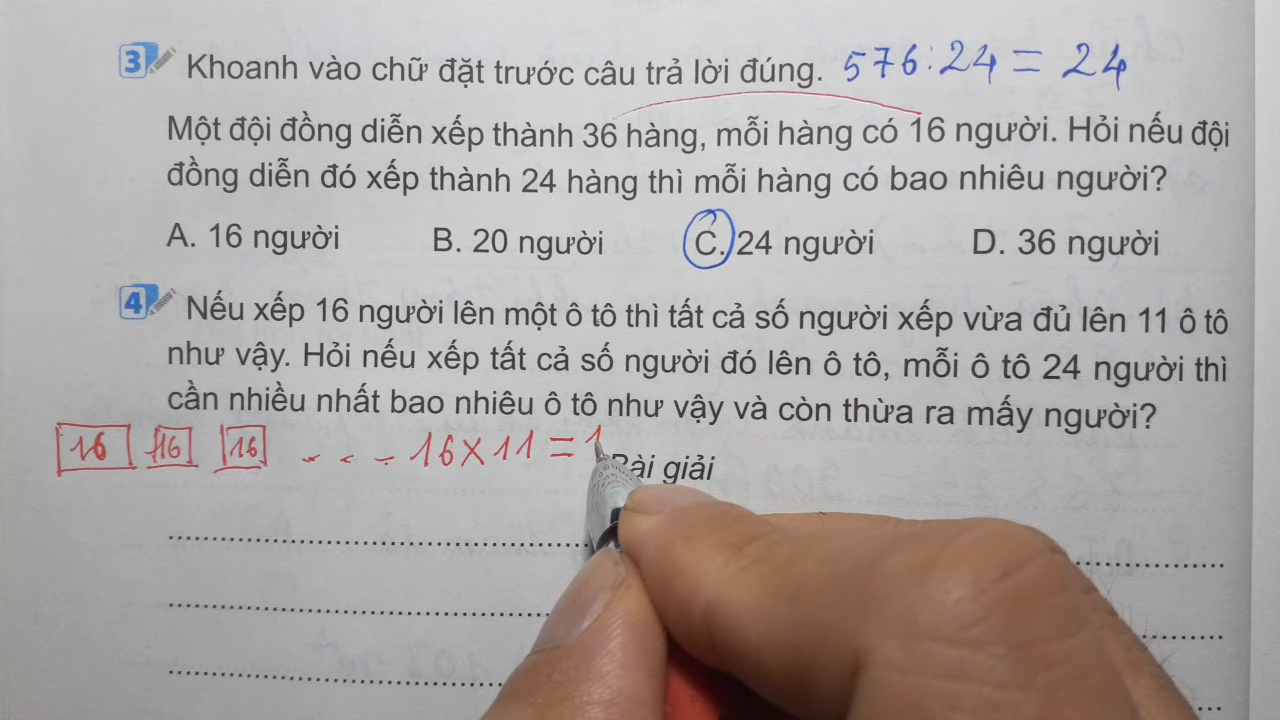 3 Khoanh vào chữ đặt trước câu trả lời đúng. 576:24 = 24
Một đội đồng diễn xếp thành 36 hàng, mỗi hàng có 16 người. Hỏi nếu đội
đồng diễn đó xếp thành 24 hàng thì mỗi hàng có bao nhiêu người?
A. 16 người B. 20 người C. 24 người D. 36 người
4 Nếu xếp 16 người lên một ô tô thì tất cả số người xếp vừa đủ lên 11 ô tô
như vậy. Hỏi nếu xếp tất cả số người đó lên ô tô, mỗi ô tô 24 người thì
cần nhiều nhất bao nhiêu ô tô như vậy và còn thừa ra mấy người?
16 16 16 - - - 16 x 11 = 1
Bài giải